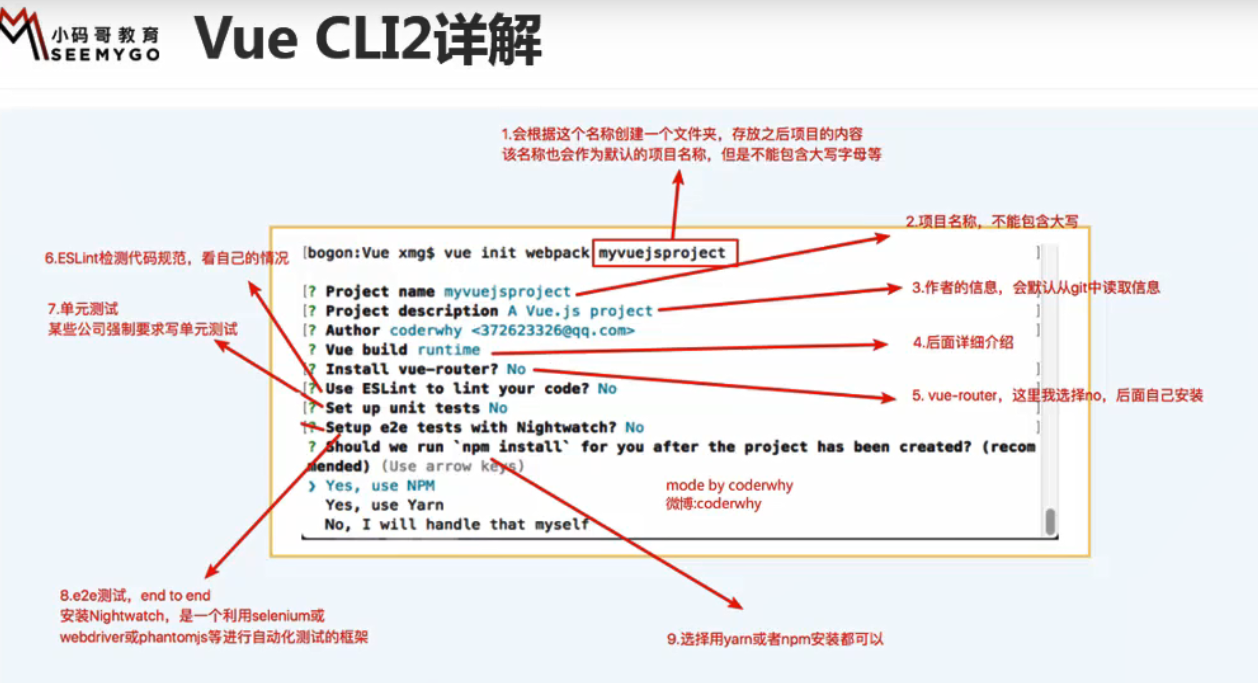 小码哥教育
SEEMYGO
Vue CLI2详解
1.会根据这个名称创建一个文件夹，存放之后项目的内容
该名称也会作为默认的项目名称，但是不能包含大写字母等
2.项目名称，不能包含大写
6.ESLint检测代码规范，看自己的情况
[bogon:Vue xmg$ vue init webpack myvuejsproject ]
3.作者的信息，会默认从git中读取信息
7.单元测试
某些公司强制要求写单元测试
[? Project name myvuejsproject ]
[? Project description A Vue.js project ]
[? Author coderwhy <372623326@qq.com> ]
? Vue build runtime
4.后面详细介绍
[? Install vue-router? No ]
[? Use ESLint to lint your code? No ]
5. vue-router，这里我选择no，后面自己安装
[? Set up unit tests No ]
[? Setup e2e tests with Nightwatch? No ]
? Should we run `npm install` for you after the project has been created? (recom
mended) (Use arrow keys)
❯ Yes, use NPM
Yes, use Yarn
No, I will handle that myself
mode by coderwhy
微博:coderwhy
8.e2e测试，end to end
安装Nightwatch，是一个利用selenium或
webdriver或phantomjs等进行自动化测试的框架
9.选择用yarn或者npm安装都可以